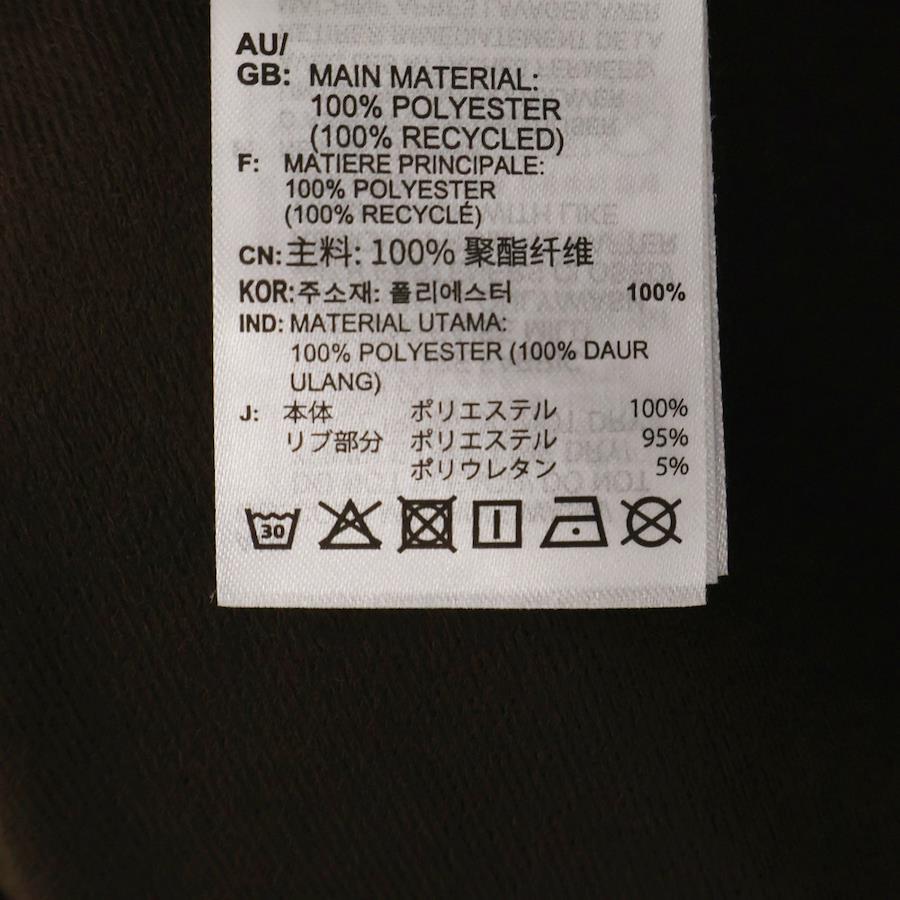 AU/
GB: MAIN MATERIAL:
100% POLYESTER
(100% RECYCLED)
F: MATIERE PRINCIPALE:
100% POLYESTER
(100% RECYCLÉ)
CN: 主料: 100% 聚酯纤维
KOR: 주소재: 폴리에스터 100%
IND: MATERIAL UTAMA:
100% POLYESTER (100% DAUR
ULANG)
J: 本体 ポリエステル 100%
リブ部分 ポリエステル 95%
ポリウレタン 5%
30